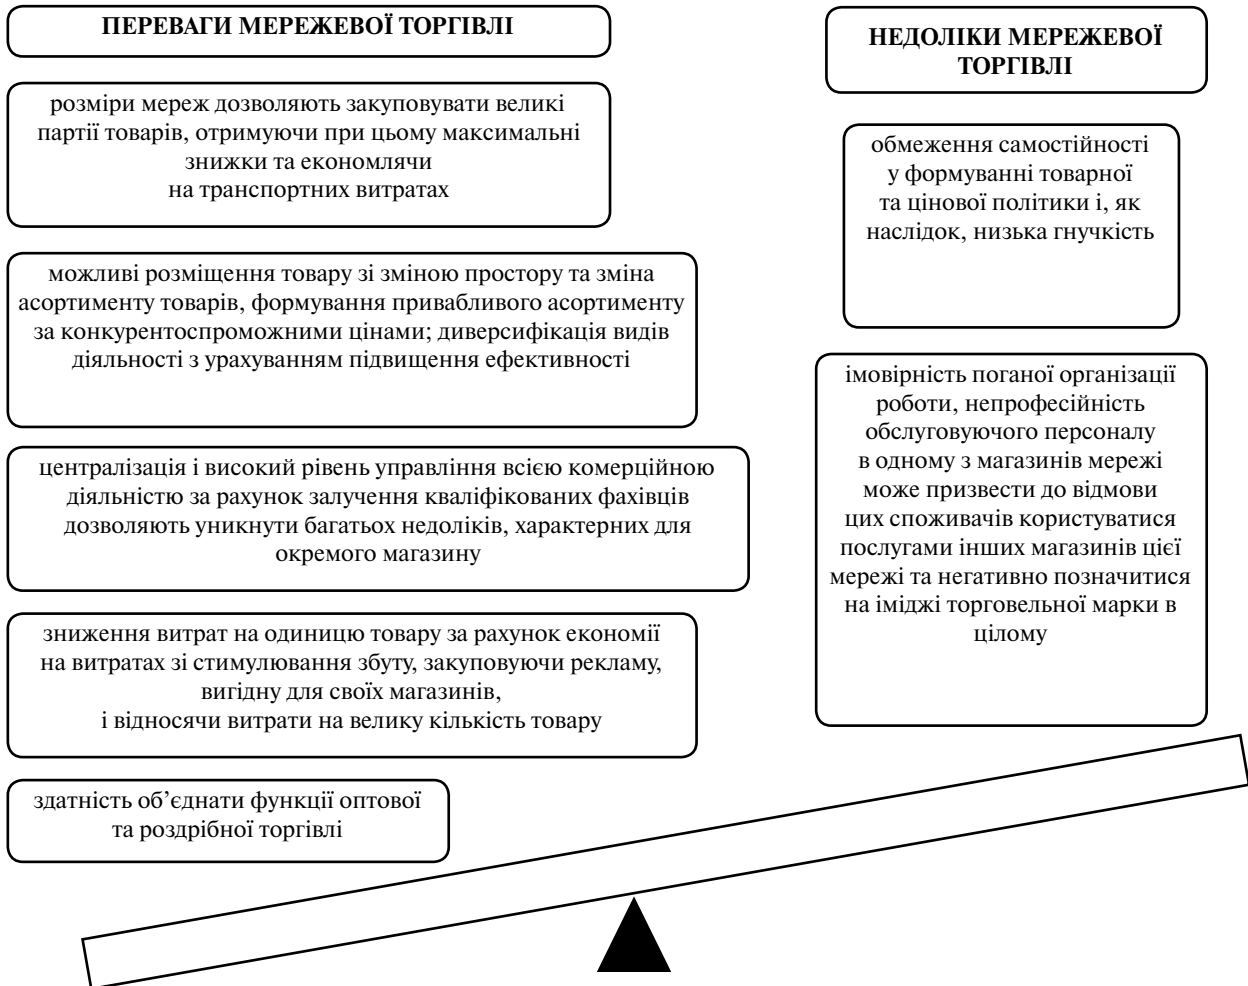 ПЕРЕВАГИ МЕРЕЖЕВОЇ ТОРГІВЛІ
розміри мереж дозволяють закуповувати великі
партії товарів, отримуючи при цьому максимальні
знижки та економлячи
на транспортних витратах
можливі розміщення товару зі зміною простору та зміна
асортименту товарів, формування привабливого асортименту
за конкурентоспроможними цінами; диверсифікація видів
діяльності з урахуванням підвищення ефективності
централізація і високий рівень управління всією комерційною
діяльністю за рахунок залучення кваліфікованих фахівців
дозволяють уникнути багатьох недоліків, характерних для
окремого магазину
зниження витрат на одиницю товару за рахунок економії
на витратах зі стимулювання збуту, закуповуючи рекламу,
вигідну для своїх магазинів,
і відносячи витрати на велику кількість товару
здатність об’єднати функції оптової
та роздрібної торгівлі
НЕДОЛІКИ МЕРЕЖЕВОЇ
ТОРГІВЛІ
обмеження самостійності
у формуванні товарної
та цінової політики і, як
наслідок, низька гнучкість
імовірність поганої організації
роботи, непрофесійність
обслуговуючого персоналу
в одному з магазинів мережі
може призвести до відмови
цих споживачів користуватися
послугами інших магазинів цієї
мережі та негативно позначитися
на іміджі торговельної марки в
цілому